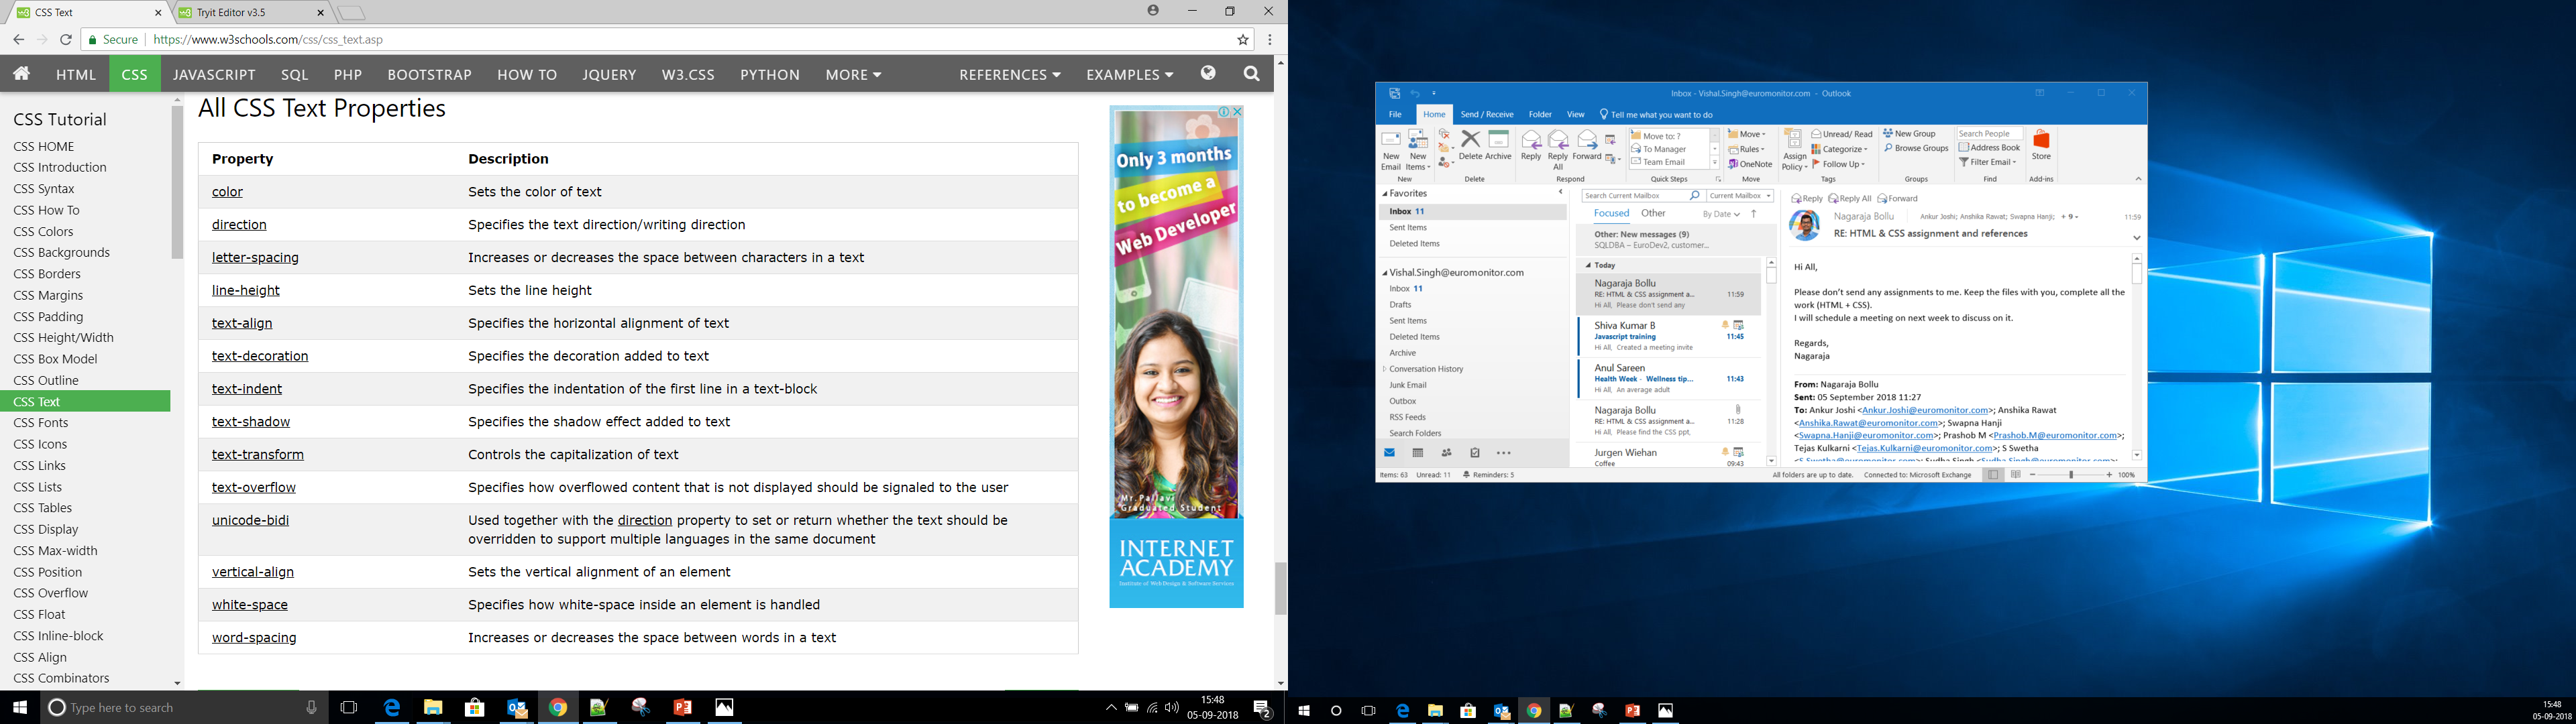 CSS Text
Tryit Editor v3.5
Secure
https://www.w3schools.com/css/css_text.asp
HTML CSS JAVASCRIPT SQL PHP BOOTSTRAP HOW TO JQUERY W3.CSS PYTHON MORE REFERENCES EXAMPLES
CSS Tutorial
CSS HOME
CSS Introduction
CSS Syntax
CSS How To
CSS Colors
CSS Backgrounds
CSS Borders
CSS Margins
CSS Padding
CSS Height/Width
CSS Box Model
CSS Outline
CSS Text
CSS Fonts
CSS Icons
CSS Links
CSS Lists
CSS Tables
CSS Display
CSS Max-width
CSS Position
CSS Overflow
CSS Float
CSS Inline-block
CSS Align
CSS Combinators
All CSS Text Properties
Property Description
color Sets the color of text
direction Specifies the text direction/writing direction
letter-spacing Increases or decreases the space between characters in a text
line-height Sets the line height
text-align Specifies the horizontal alignment of text
text-decoration Specifies the decoration added to text
text-indent Specifies the indentation of the first line in a text-block
text-shadow Specifies the shadow effect added to text
text-transform Controls the capitalization of text
text-overflow Specifies how overflowed content that is not displayed should be signaled to the user
unicode-bidi Used together with the direction property to set or return whether the text should be
overridden to support multiple languages in the same document
vertical-align Sets the vertical alignment of an element
white-space Specifies how white-space inside an element is handled
word-spacing Increases or decreases the space between words in a text
Only 3 months
to become a
Web Developer
Mr. Pallavi
Graduated Student
INTERNET
ACADEMY
Institute of Web Design & Software Services
Type here to search
15:48
05-09-2018
2
Inbox - Vishal.Singh@euromonitor.com - Outlook
File Home Send / Receive Folder View Tell me what you want to do
New Email
New Items
New
Delete Archive
Delete
Reply Reply All Forward
Respond
Move to: ?
To Manager
Team Email
Quick Steps
Move
Rules
OneNote
Move
Assign Policy
Unread/ Read
Categorize
Follow Up
Tags
New Group
Browse Groups
Groups
Search People
Address Book
Filter Email
Find
Store
Add-ins
Favorites
Inbox 11
Sent Items
Deleted Items
Vishal.Singh@euromonitor.com
Inbox 11
Drafts
Sent Items
Deleted Items
Archive
Conversation History
Junk Email
Outbox
RSS Feeds
Search Folders
Search Current Mailbox Current Mailbox
Focused Other By Date
Other: New messages (9)
SQLDBA – EuroDev2, customer...
Today
Nagaraja Bollu
RE: HTML & CSS assignment a... 11:59
Hi All, Please don't send any
Shiva Kumar B
Javascript training 11:45
Hi All, Created a meeting invite
Anul Sareen
Health Week - Wellness tip... 11:43
Hi All, An average adult
Nagaraja Bollu
RE: HTML & CSS assignment a... 11:28
Hi All, Please find the CSS ppt,
Jurgen Wiehan
Coffee 09:43
Reply Reply All Forward
Nagaraja Bollu Ankur Joshi; Anshika Rawat; Swapna Hanji; + 9 11:59
RE: HTML & CSS assignment and references
Hi All,
Please don't send any assignments to me. Keep the files with you, complete all the
work (HTML + CSS).
I will schedule a meeting on next week to discuss on it.
Regards,
Nagaraja
From: Nagaraja Bollu
Sent: 05 September 2018 11:27
To: Ankur Joshi <Ankur.Joshi@euromonitor.com>; Anshika Rawat
<Anshika.Rawat@euromonitor.com>; Swapna Hanji
<Swapna.Hanji@euromonitor.com>; Prashob M <Prashob.M@euromonitor.com>;
Tejas Kulkarni <Tejas.Kulkarni@euromonitor.com>; S Swetha
<S.Swetha@euromonitor.com>; Sudha Singh <Sudha.Singh@euromonitor.com>;
Items: 63 Unread: 11 Reminders: 5 All folders are up to date. Connected to: Microsoft Exchange 100%
15:48
05-09-2018